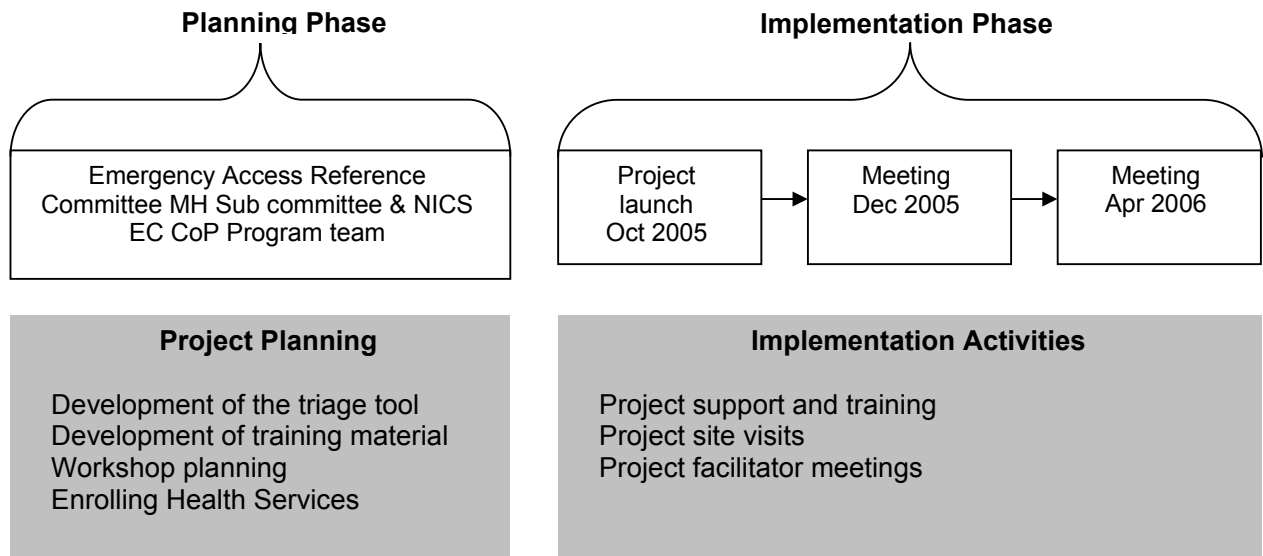 Planning Phase
Implementation Phase
Emergency Access Reference
Committee MH Sub committee & NICS
EC CoP Program team
Project
launch
Oct 2005
Meeting
Dec 2005
Meeting
Apr 2006
Project Planning
Development of the triage tool
Development of training material
Workshop planning
Enrolling Health Services
Implementation Activities
Project support and training
Project site visits
Project facilitator meetings